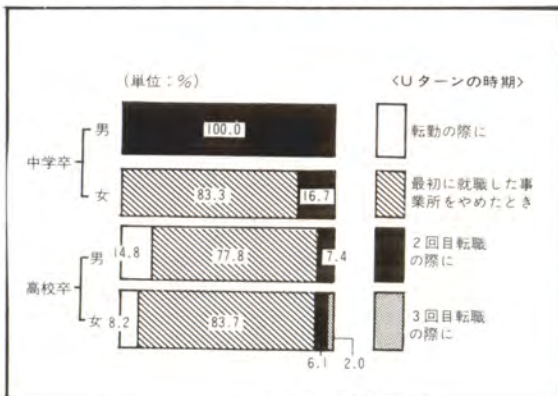 (単位:%)
〈Uターンの時期〉
中学卒
男
100.0
女
83.3
16.7
高校卒
男
14.8
77.8
7.4
女
8.2
83.7
6.1
2.0
転勤の際に
最初に就職した事
業所をやめたとき
2回目転職
の際に
3回目転職
の際に